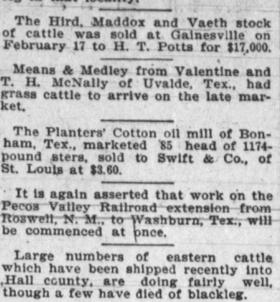 The Hird, Maddox and Vaeth stock
of cattle was sold at Gainesville on
February 17 to H. T. Potts for $17,000.
Means & Medley from Valentine and
T. H. McNally of Uvalde, Tex., had
grass cattle to arrive on the late mar-
ket.
The Planters' Cotton oil mill of Bon-
ham, Tex., marketed 85 head of 1174-
pound sters, sold to Swift & Co., of
St. Louis at $3.60.
It is again asserted that work on the
Pecos Valley Railroad extension from
Roswell, N. M., to Washburn, Tex., will
be commenced at once.
Large numbers of eastern cattle
which have been shipped recently into
Hall county, are doing fairly well,
though a few have died of blackleg.